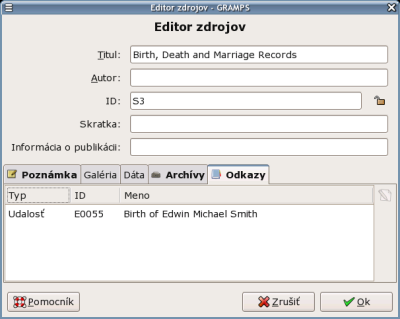 Editor zdrojov - GRAMPS
Editor zdrojov
Titul: Birth, Death and Marriage Records
Autor:
ID: S3
Skratka:
Informácia o publikácii:
Poznámka Galéria Dáta Archívy Odkazy
Typ ID Meno
Udalosť E0055 Birth of Edwin Michael Smith
Pomocník Zrušiť Ok